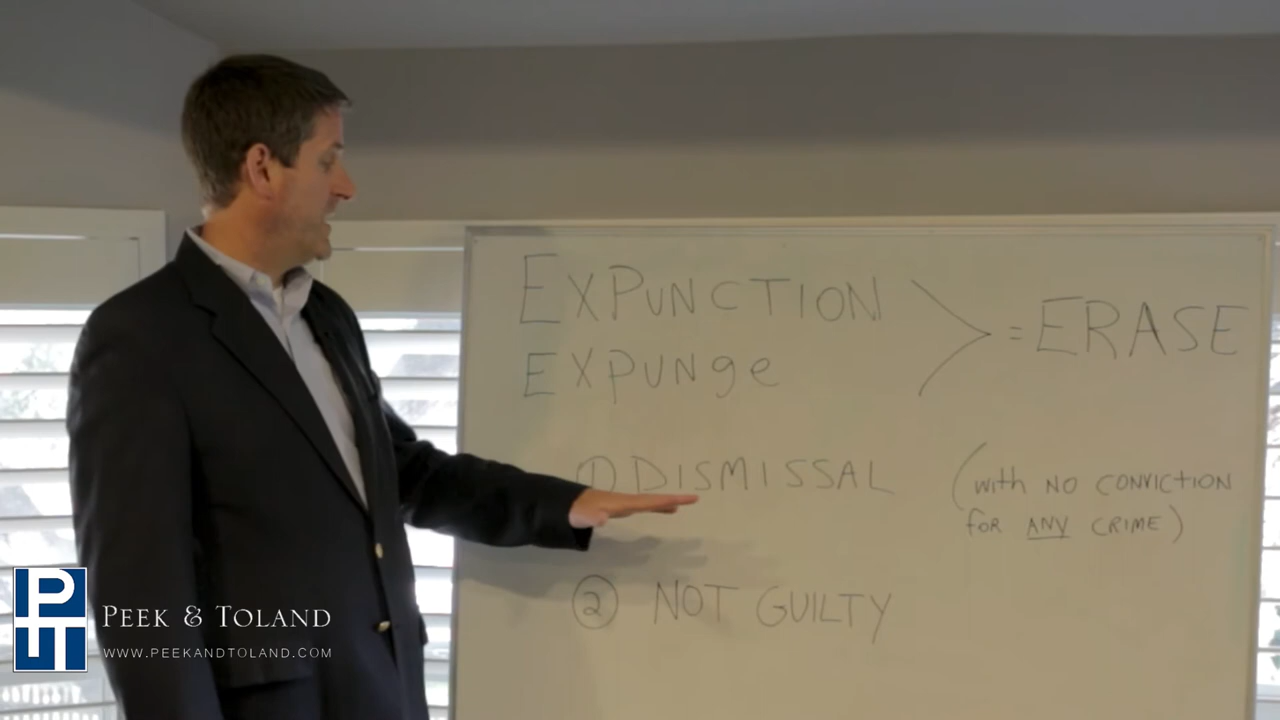 EXPUNCTION
EXPUNge
= ERASE
① DISMISSAL
(with NO CONVICTION
for ANY CRIME)
② NOT GUILTY
PT
PEEK & TOLAND
WWW.PEEKANDTOLAND.COM